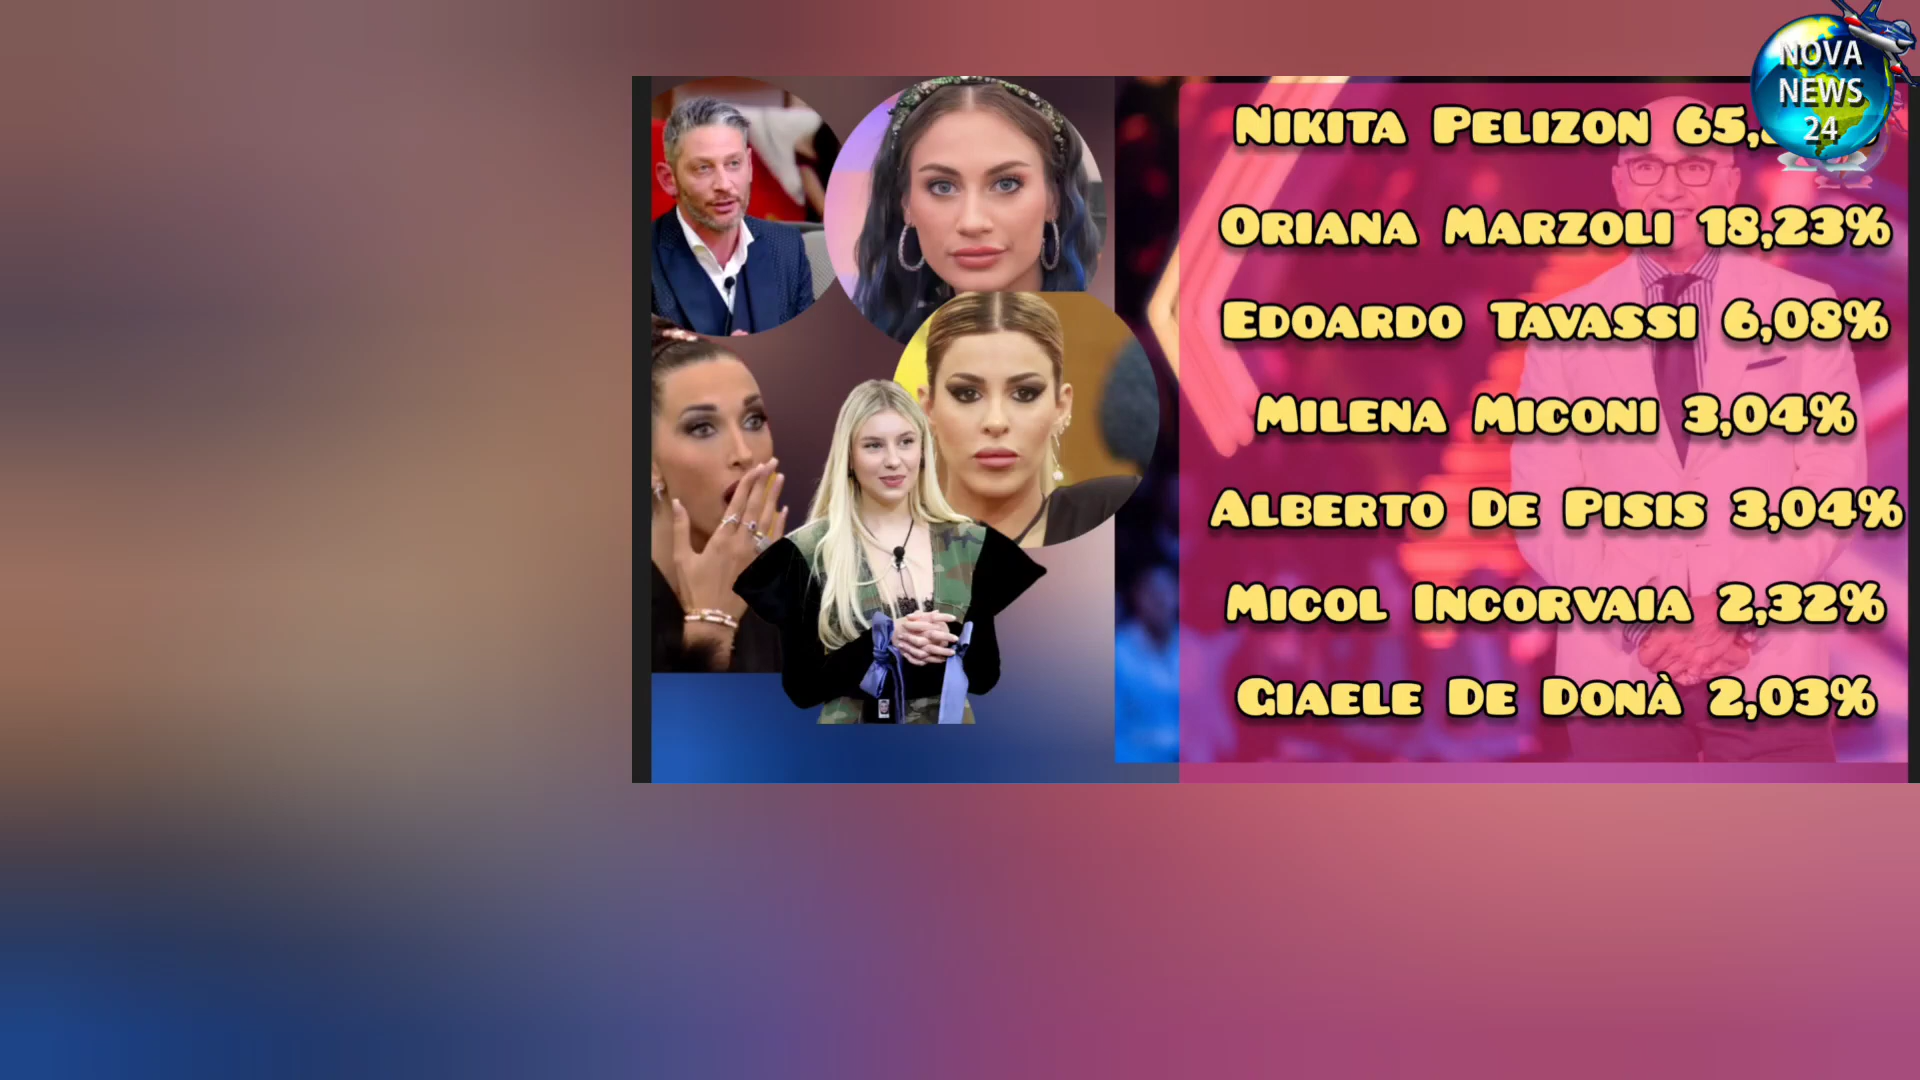 NIKITA PELIZON 65,
ORIANA MARZOLI 18,23%
EDOARDO TAVASSI 6,08%
MILENA MICONI 3,04%
ALBERTO DE PISIS 3,04%
MICOL INCORVAIA 2,32%
GIAELE DE DONÀ 2,03%
NOVA
NEWS
24